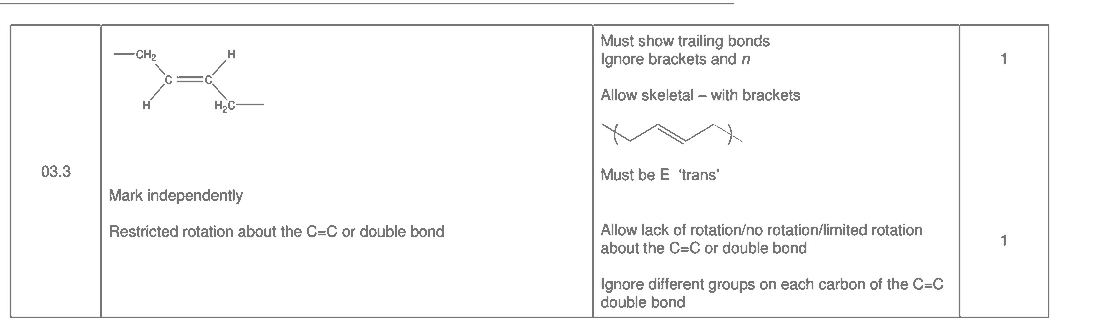 03.3
—CH₂ H
C=C
H H₂C—
Mark independently
Restricted rotation about the C=C or double bond
Must show trailing bonds
Ignore brackets and n
Allow skeletal – with brackets
Must be E 'trans'
Allow lack of rotation/no rotation/limited rotation
about the C=C or double bond
Ignore different groups on each carbon of the C=C
double bond
1
1